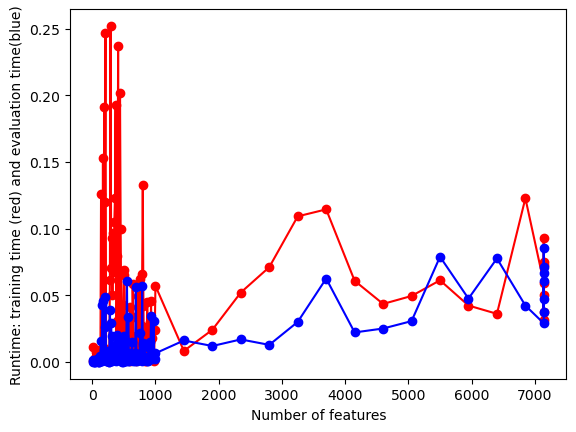 Runtime: training time (red) and evaluation time(blue)
0.25
0.20
0.15
0.10
0.05
0.00
0 1000 2000 3000 4000 5000 6000 7000
Number of features